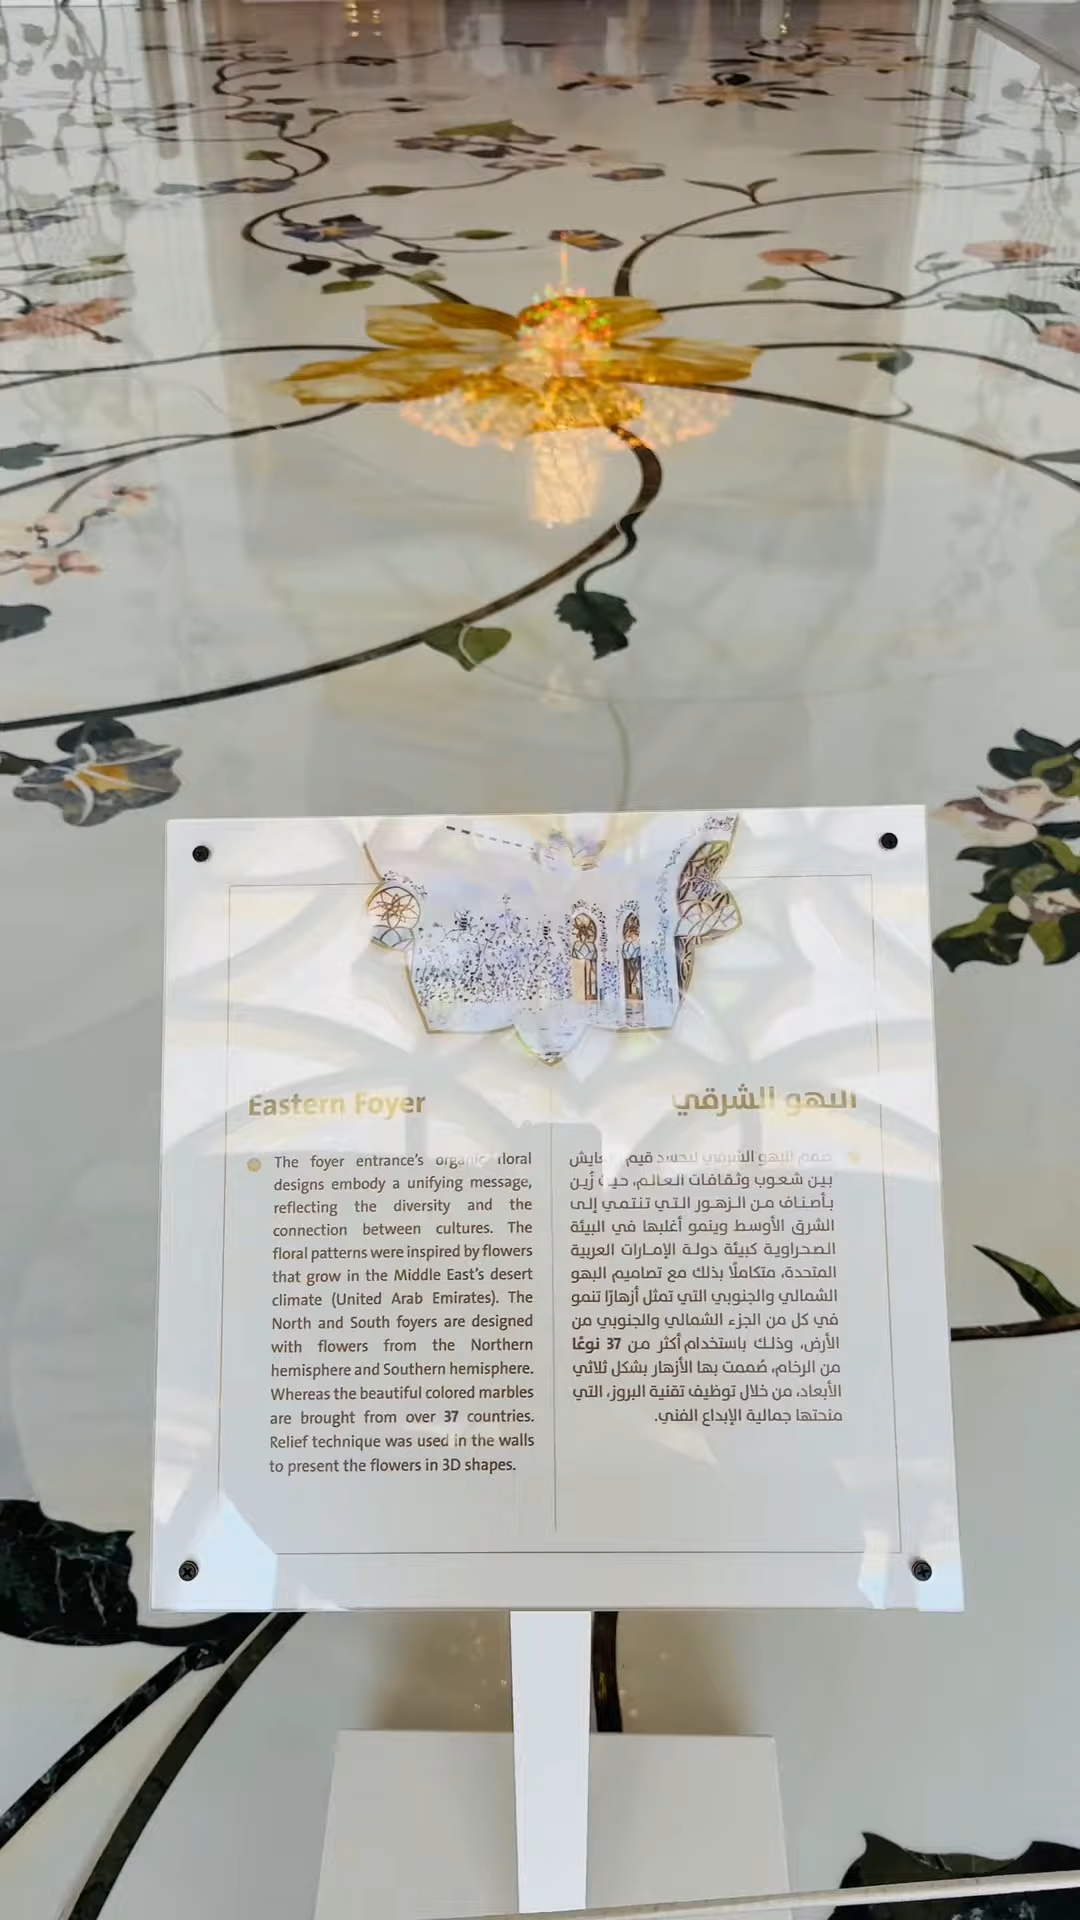 Eastern Foyer
The foyer entrance's organic floral
designs embody a unifying message,
reflecting the diversity and the
connection between cultures. The
floral patterns were inspired by flowers
that grow in the Middle East's desert
climate (United Arab Emirates). The
North and South foyers are designed
with flowers from the Northern
hemisphere and Southern hemisphere.
Whereas the beautiful colored marbles
are brought from over 37 countries.
Relief technique was used in the walls
to present the flowers in 3D shapes.
البهو الشرقي
صمم البهو الشرقي ليجسد قيم التعايش
بين شعوب وثقافات العالم، حيث زُين
بأصناف من الزهور التي تنتمي إلى
الشرق الأوسط وينمو أغلبها في البيئة
الصحراوية كبيئة دولة الإمارات العربية
المتحدة، متكاملًا بذلك مع تصاميم البهو
الشمالي والجنوبي التي تمثل أزهارًا تنمو
في كل من الجزء الشمالي والجنوبي من
الأرض، وذلك باستخدام أكثر من 37 نوعًا
من الرخام، صُممت بها الأزهار بشكل ثلاثي
الأبعاد، من خلال توظيف تقنية البروز، التي
منحتها جمالية الإبداع الفني.